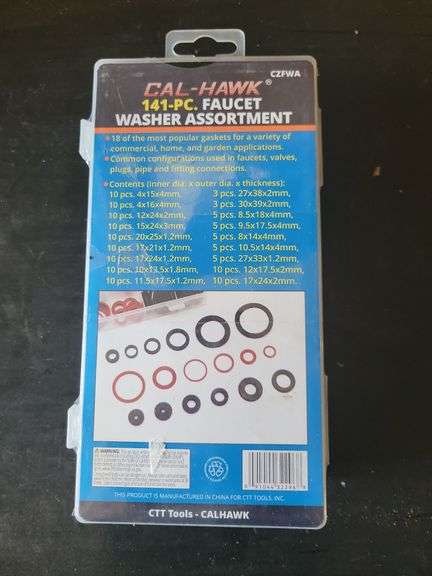 CZFWA
CAL-HAWK®
141-PC. FAUCET
WASHER ASSORTMENT
• 18 of the most popular gaskets for a variety of
commercial, home, and garden applications.
• Common configurations used in faucets, valves,
plugs, pipe and fitting connections.
• Contents (inner dia. x outer dia. x thickness):
10 pcs. 4x15x4mm, 3 pcs. 27x38x2mm,
10 pcs. 4x16x4mm, 3 pcs. 30x39x2mm,
10 pcs. 12x24x2mm, 5 pcs. 8.5x18x4mm,
10 pcs. 15x24x3mm, 5 pcs. 9.5x17.5x4mm,
10 pcs. 20x25x1.2mm, 5 pcs. 8x14x4mm,
10 pcs. 17x21x1.2mm, 5 pcs. 10.5x14x4mm,
10 pcs. 17x24x1.2mm, 5 pcs. 27x33x1.2mm,
10 pcs. 10x13.5x1.8mm, 10 pcs. 12x17.5x2mm,
10 pcs. 11.5x17.5x1.2mm, 10 pcs. 17x24x2mm.
WARNING:
THIS PRODUCT IS MANUFACTURED IN CHINA FOR CTT TOOLS, INC.
CTT Tools - CALHAWK